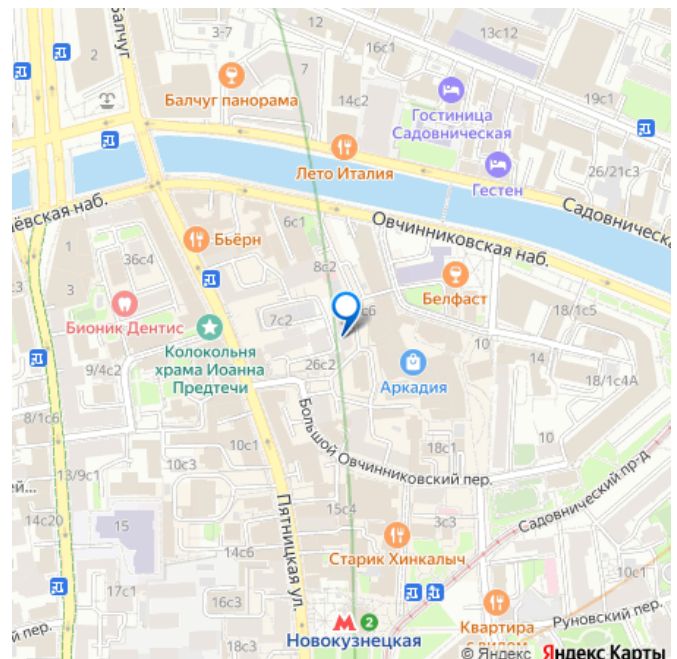 Балчуг
3-7
12
16с1
13с12
2
7
Балчуг панорама
14с2
Гостиница
Садовническая
19с1
Лето Италия
Гестен
26/21с3
Садовническа
ёвская наб.
6с1
Овчинниковская наб.
Бьёрн
1
36с4
8с2
3
Белфаст
18/1с5
Бионик Дентис
7с2
с6
10
Колокольня
храма Иоанна
Предтечи
9/4с2
26с2
Аркадия
14
18/1с4А
8/1с6
Большой Овчинниковский пер.
10с1
18с1
10
13/9с1
10с3
й...
Пятницкая ул.
Садовнический пр-д
14с20
15
15с4
3с3
14с6
Старик Хинкалыч
17с1
16с3
10с1
2
Новокузнецкая
Квартира
Руновский пер.
й пер.
с видом
© Яндекс Яндекс Карты